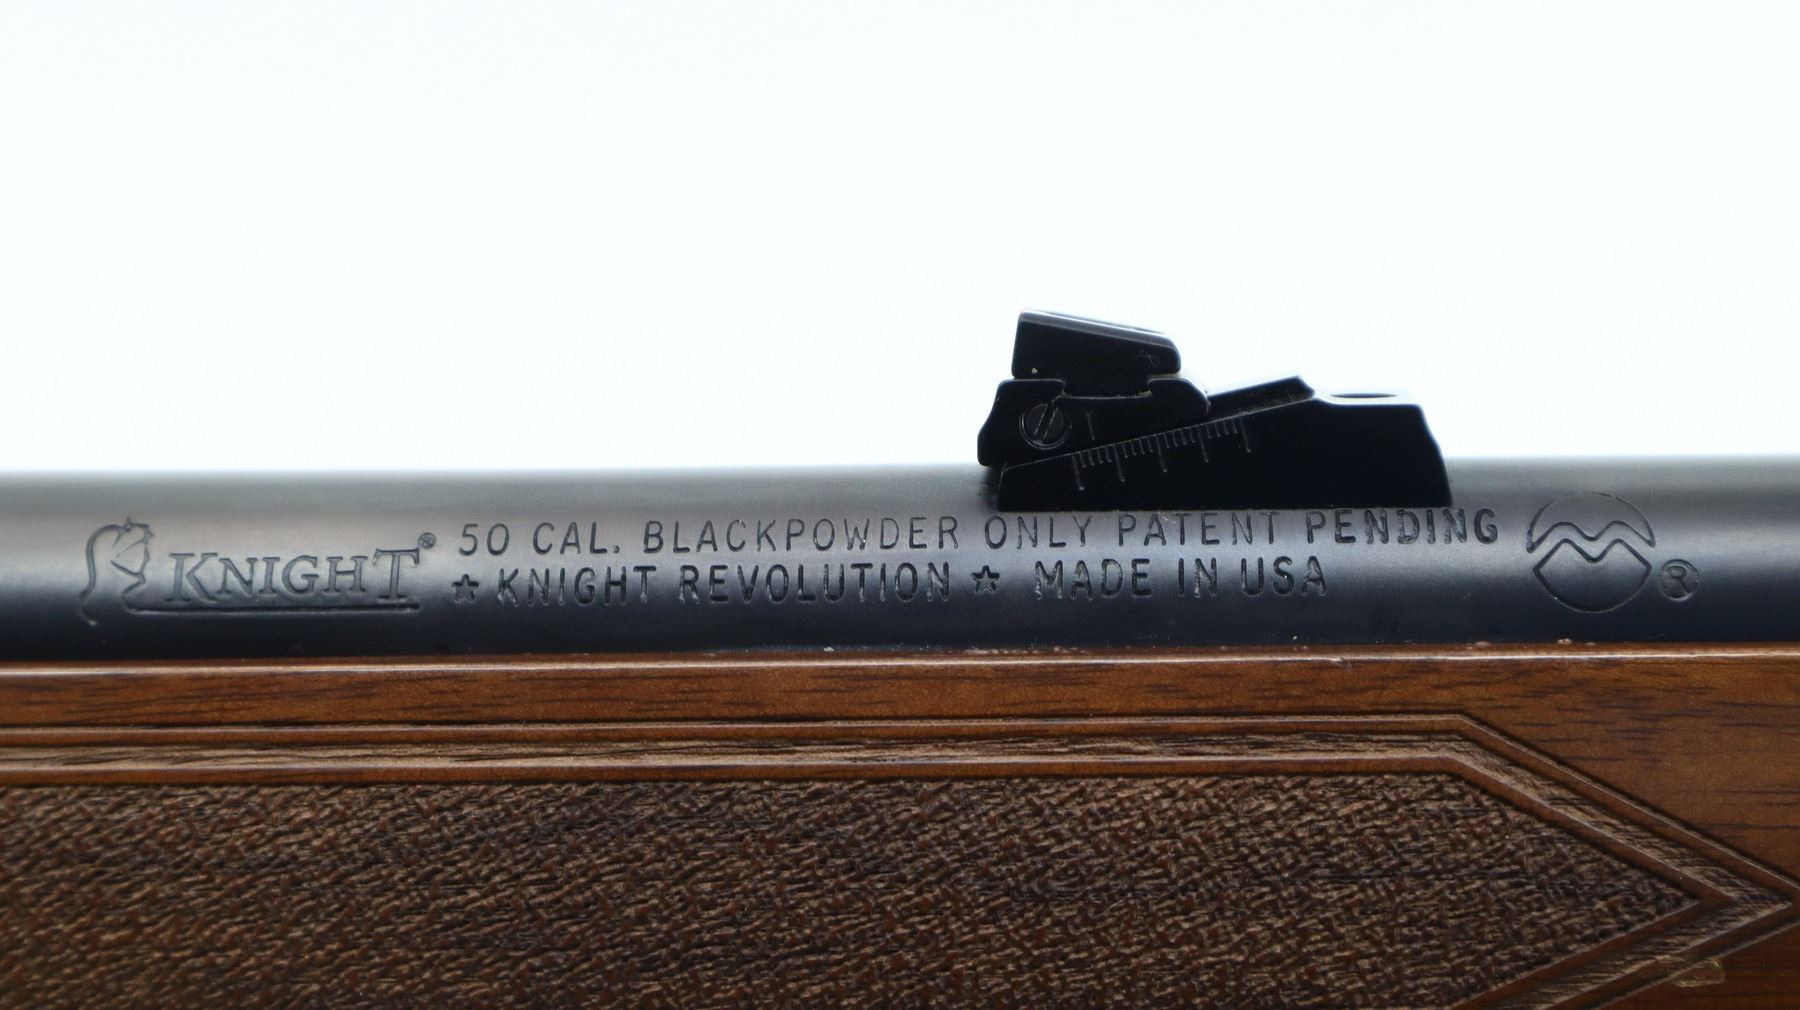 KNIGHT® 50 CAL. BLACKPOWDER ONLY PATENT PENDING ®
★ KNIGHT REVOLUTION ★ MADE IN USA